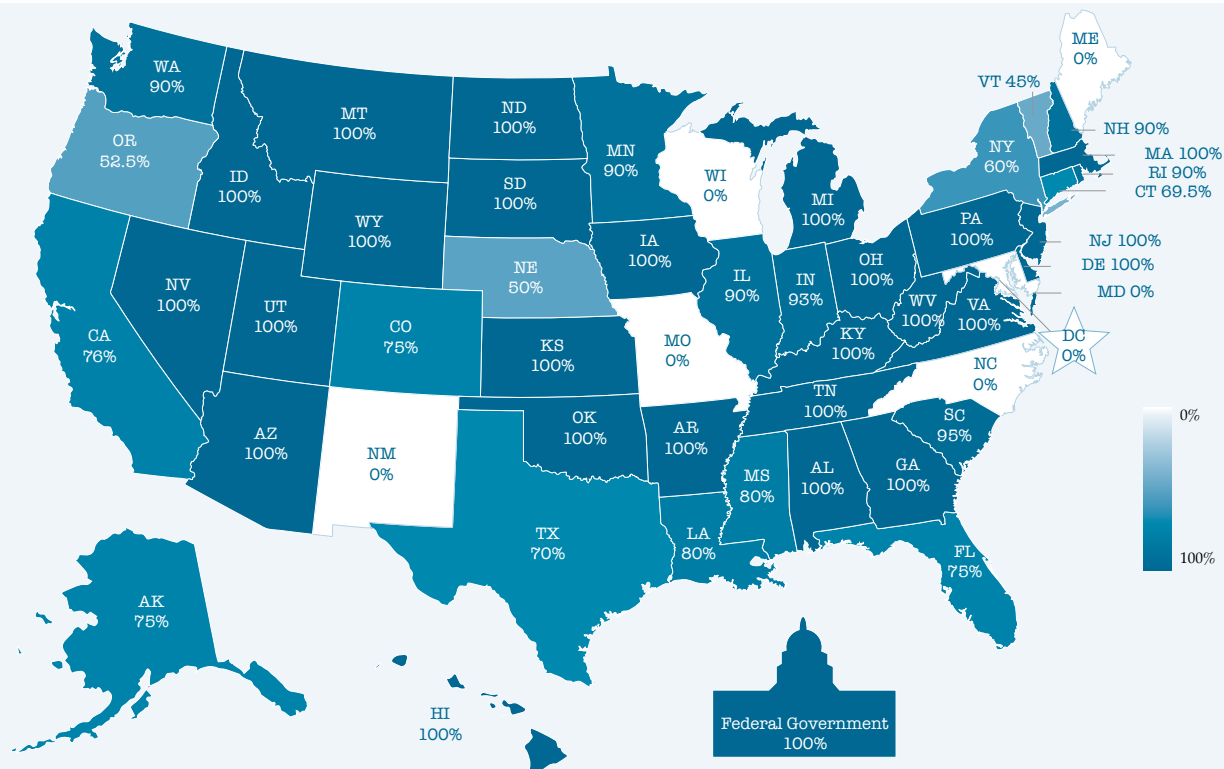 ME
0%
WA
90%
VT 45%
MT
100%
ND
100%
NH 90%
OR
52.5%
MN
90%
NY
60%
MA 100%
ID
100%
WI
0%
RI 90%
SD
100%
CT 69.5%
MI
100%
WY
100%
PA
100%
IA
100%
NJ 100%
OH
100%
DE 100%
NE
50%
IL
90%
IN
93%
NV
100%
MD 0%
UT
100%
WV
100%
VA
100%
CO
75%
CA
76%
KY
100%
DC
0%
MO
0%
KS
100%
NC
0%
TN
100%
0%
OK
100%
SC
95%
AZ
100%
AR
100%
NM
0%
GA
100%
MS
80%
AL
100%
TX
70%
LA
80%
FL
75%
100%
AK
75%
HI
100%
Federal Government
100%